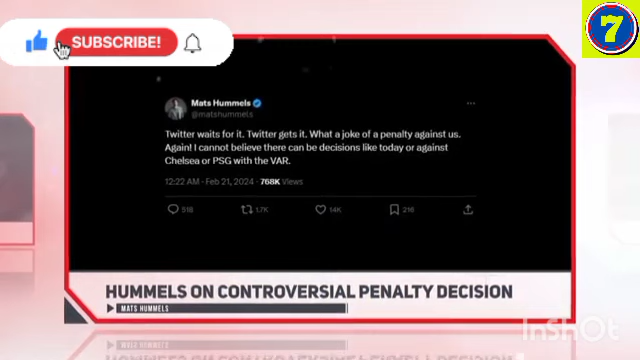 7
SUBSCRIBE!
Mats Hummels
@matshummels
Twitter waits for it. Twitter gets it. What a joke of a penalty against us.
Again! I cannot believe there can be decisions like today or against
Chelsea or PSG with the VAR.
12:22 AM - Feb 21, 2024 - 768K Views
518 1.7K 14K 216
HUMMELS ON CONTROVERSIAL PENALTY DECISION
MATS HUMMELS
InShOt